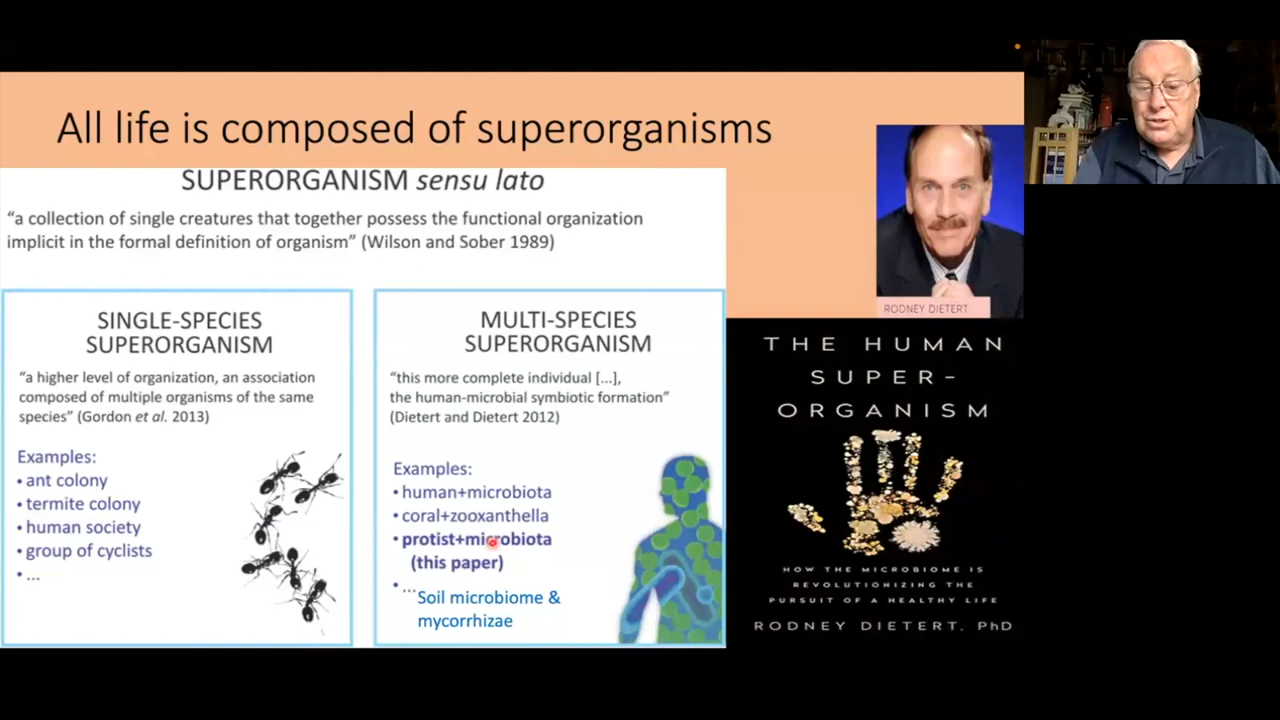 All life is composed of superorganisms
SUPERORGANISM sensu lato
“a collection of single creatures that together possess the functional organization
implicit in the formal definition of organism” (Wilson and Sober 1989)
SINGLE-SPECIES
SUPERORGANISM
“a higher level of organization, an association
composed of multiple organisms of the same
species” (Gordon et al. 2013)
Examples:
• ant colony
• termite colony
• human society
• group of cyclists
• ...
MULTI-SPECIES
SUPERORGANISM
“this more complete individual [...],
the human-microbial symbiotic formation”
(Dietert and Dietert 2012)
Examples:
• human+microbiota
• coral+zooxanthella
• protist+microbiota
(this paper)
• ...
Soil microbiome &
mycorrhizae
RODNEY DIETERT
THE HUMAN
SUPER-
ORGANISM
HOW THE MICROBIOME IS
REVOLUTIONIZING THE
PURSUIT OF A HEALTHY LIFE
RODNEY DIETERT, PhD